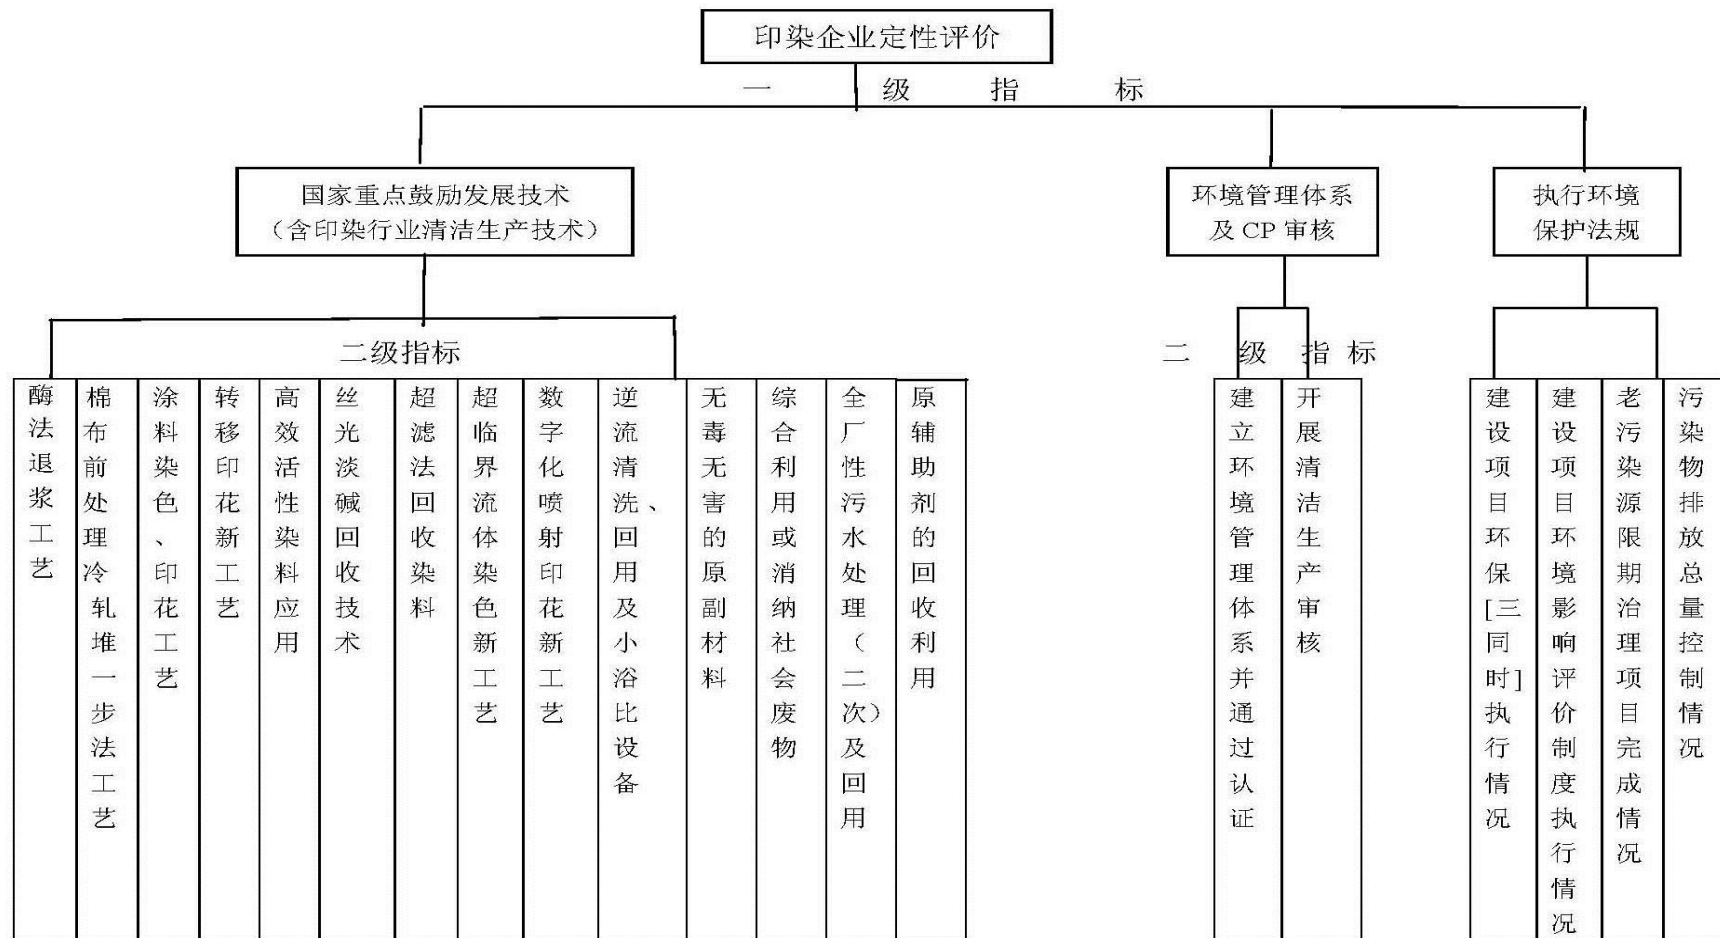 印染企业定性评价
一级指标
国家重点鼓励发展技术
（含印染行业清洁生产技术）
环境管理体系
及 CP 审核
执行环境
保护法规
二级指标
二级指标
酶法退浆工艺
棉布前处理冷轧堆一步法工艺
涂料染色、印花工艺
转移印花新工艺
高效活性染料应用
丝光淡碱回收技术
超滤法回收染料
超临界流体染色新工艺
数字化喷射印花新工艺
逆流清洗、回用及小浴比设备
无毒无害的原副材料
综合利用或消纳社会废物
全厂性污水处理（二次）及回用
原辅助剂的回收利用
建立环境管理体系并通过认证
开展清洁生产审核
建设项目环保[三同时]执行情况
建设项目环境影响评价制度执行情况
老污染源限期治理项目完成情况
污染物排放总量控制情况